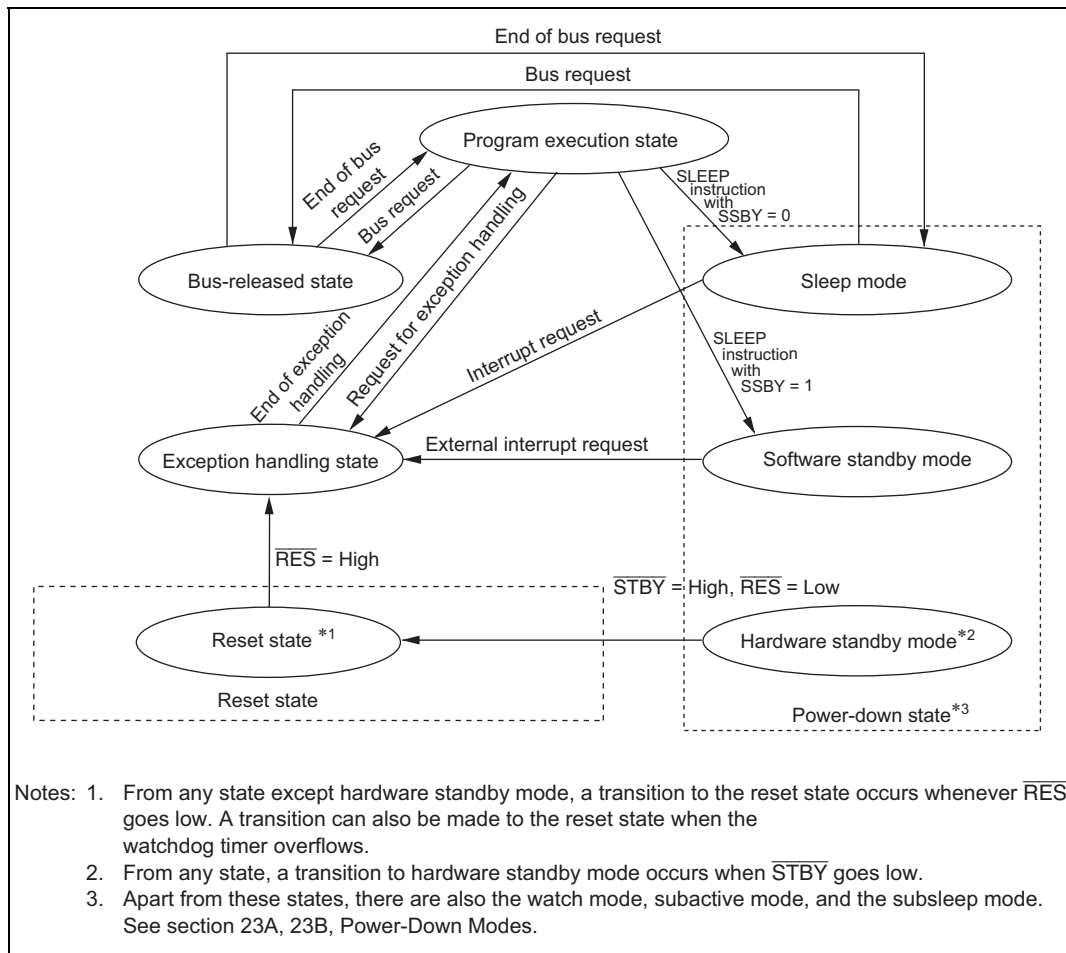 End of bus request
Bus request
Program execution state
End of bus
request
Bus request
SLEEP
instruction
with
SSBY = 0
Bus-released state
Sleep mode
End of exception
handling
Request for exception handling
Interrupt request
SLEEP
instruction
with
SSBY = 1
Exception handling state
External interrupt request
Software standby mode
RES = High
STBY = High, RES = Low
Reset state *1
Hardware standby mode*2
Reset state
Power-down state*3
Notes: 1. From any state except hardware standby mode, a transition to the reset state occurs whenever RES
goes low. A transition can also be made to the reset state when the
watchdog timer overflows.
2. From any state, a transition to hardware standby mode occurs when STBY goes low.
3. Apart from these states, there are also the watch mode, subactive mode, and the subsleep mode.
See section 23A, 23B, Power-Down Modes.